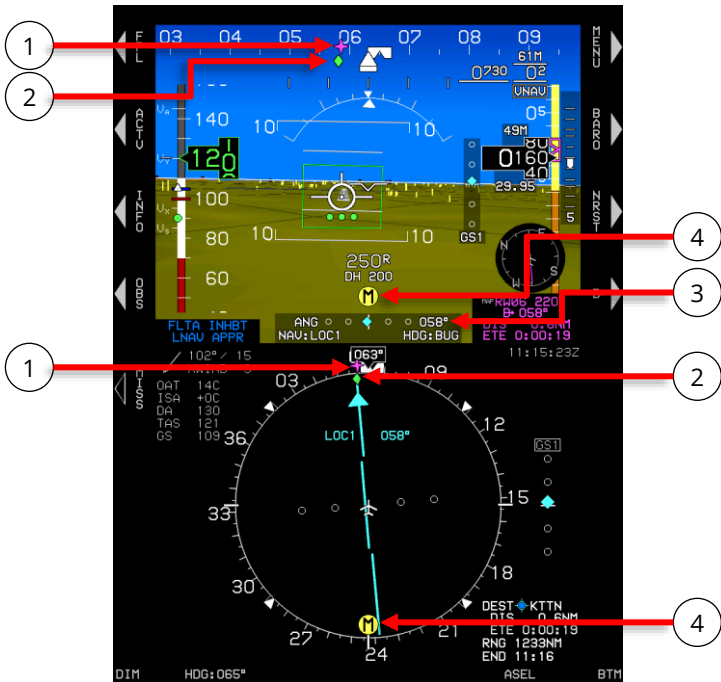 03 04 05 06 07 08 09
61M
0730 02
VNAV
05
140
49M
80
0160
40
29.95
120
100
80
60
10 10
10 10
5
GS1
250R
DH 200
M
N E S W
RW06 220
058°
DIS 0.6NM
ETE 0:00:19
11:15:23Z
FLTA INHBT
LNAV APPR
ANG 058°
NAV:LOC1 HDG:BUG
102°/ 15
OAT 14C
ISA +0C
DA 130
TAS 121
GS 109
063°
03 09
12
15
18
21
24
27
30
33
36
LOC1 058°
GS1
M
DEST KTTN
DIS 0.6NM
ETE 0:00:19
RNG 1233NM
END 11:16
DIM HDG:065° ASEL BTM
ACTV
INFO
OBS
MISS
MENU
BARO
NRST
1
2
4
3
1
2
4